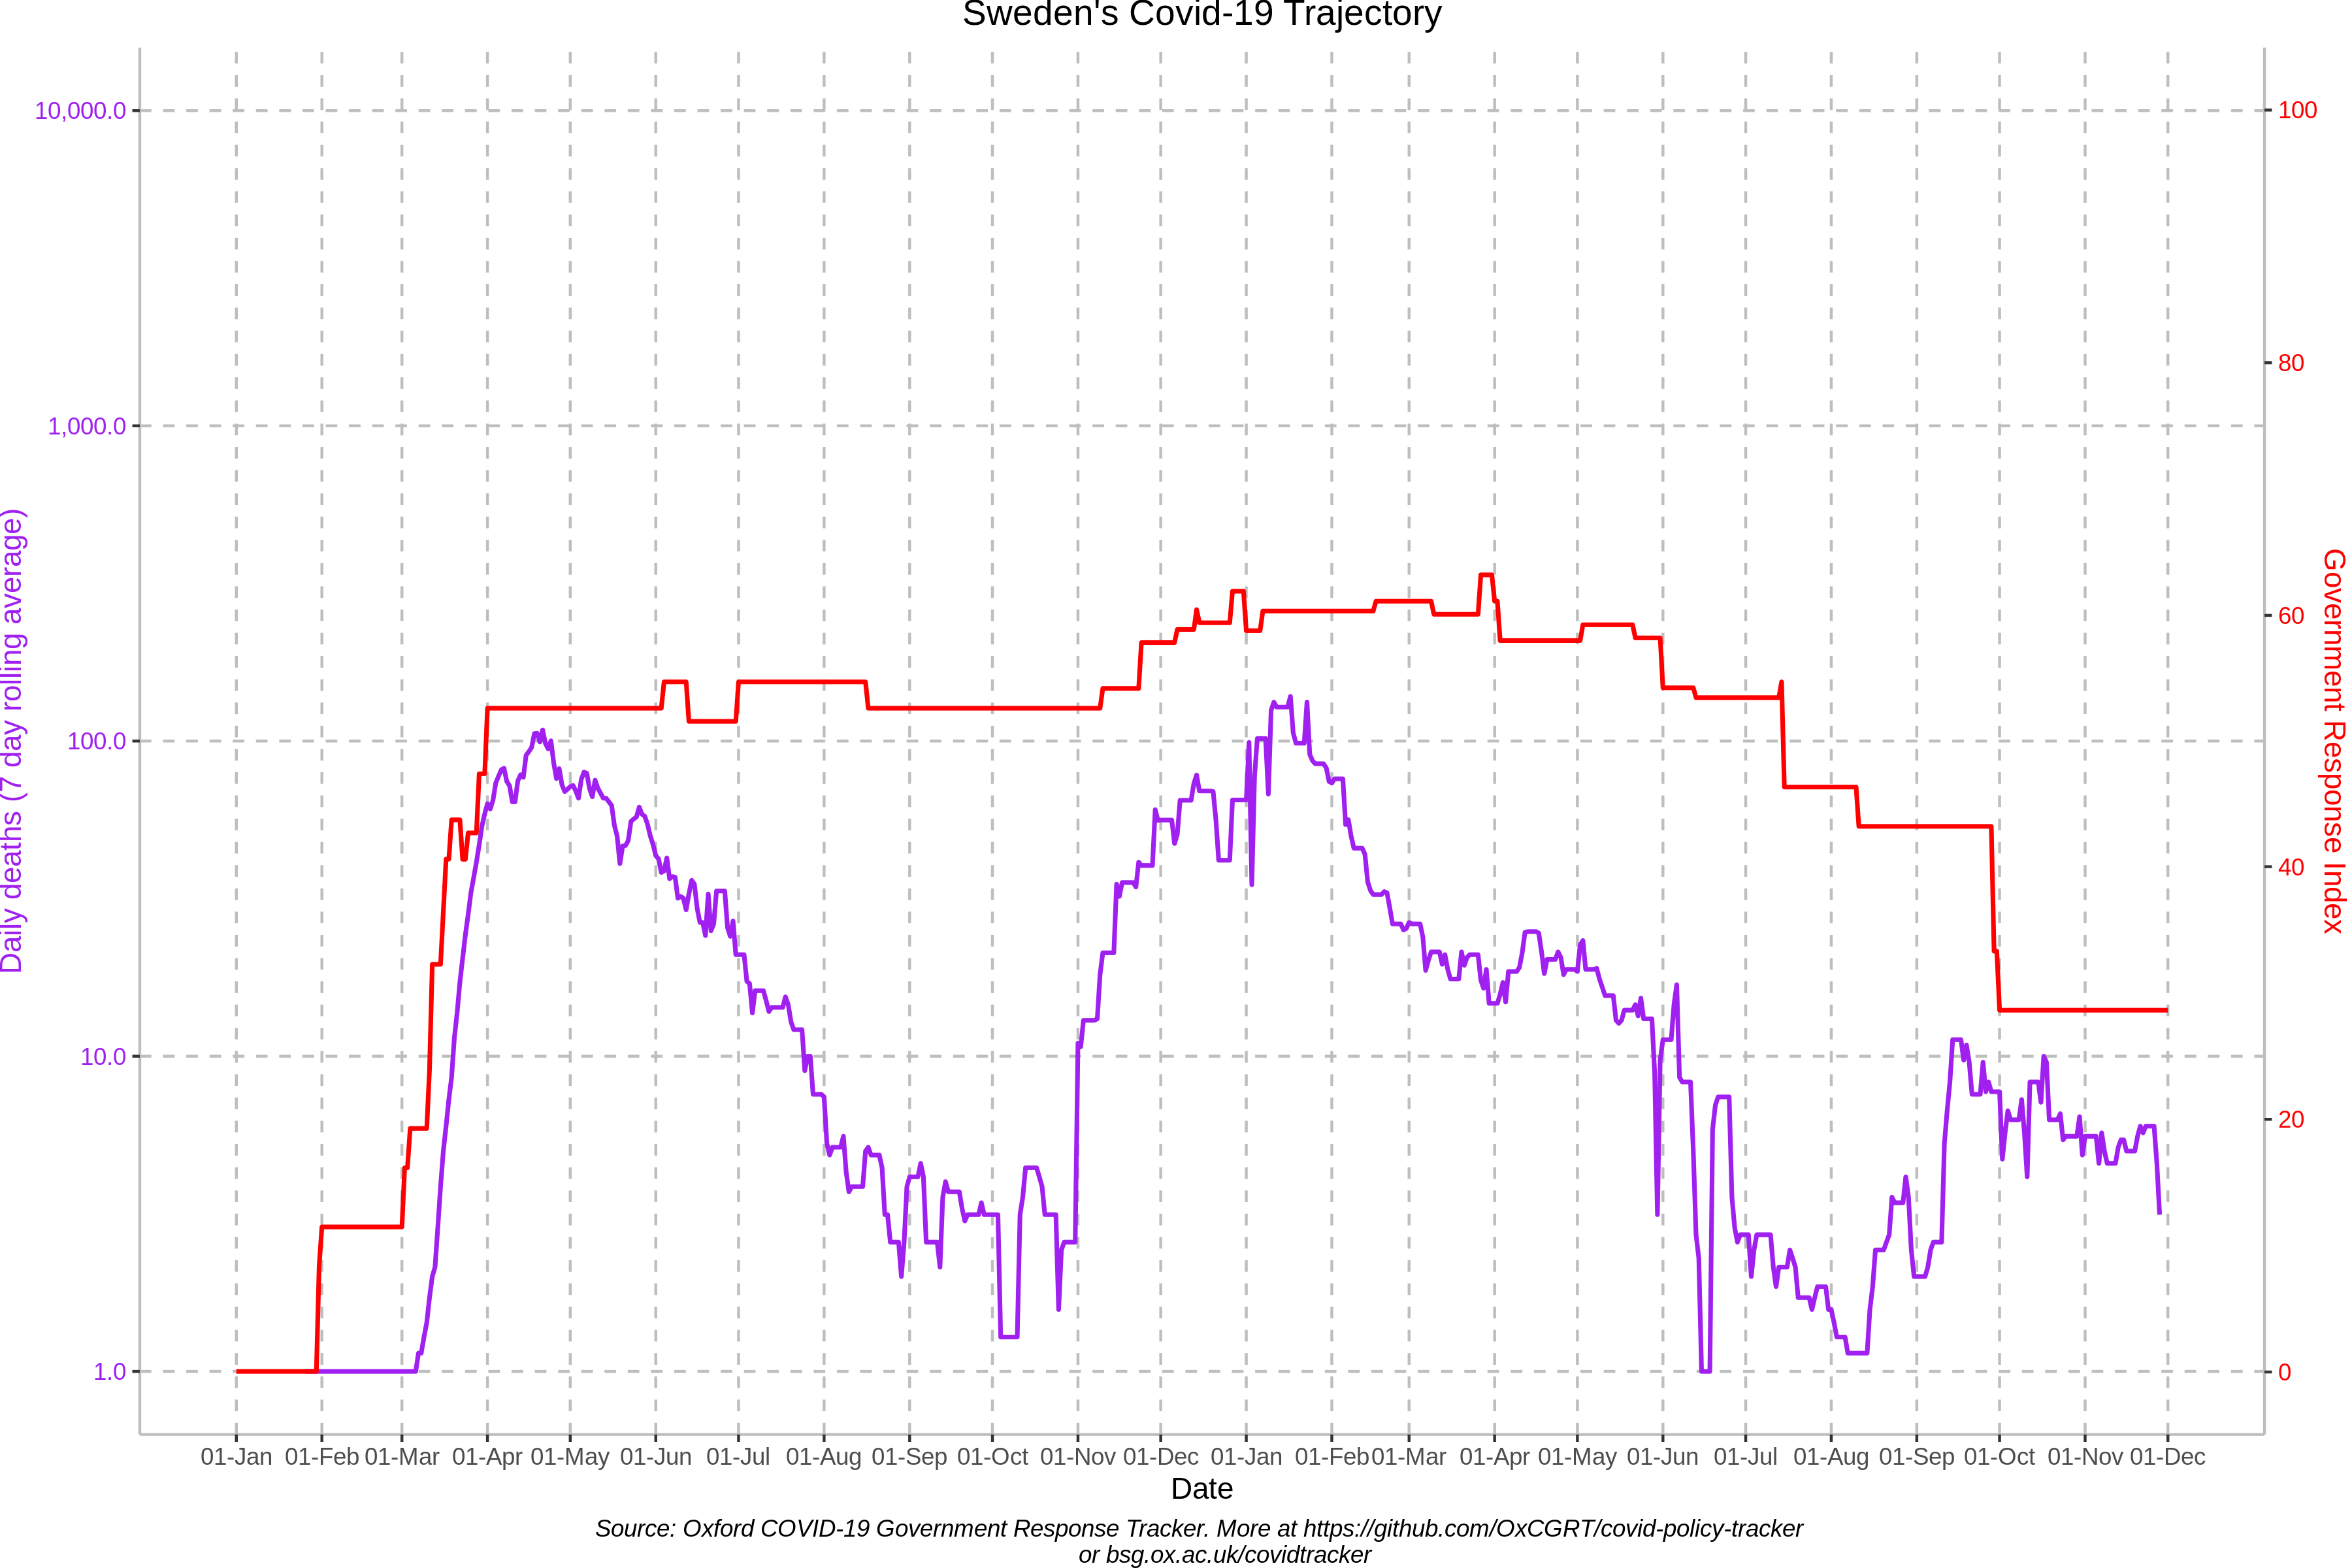 Sweden's Covid-19 Trajectory
10,000.0
1,000.0
100.0
10.0
1.0
Daily deaths (7 day rolling average)
100
80
60
40
20
0
Government Response Index
01-Jan 01-Feb 01-Mar 01-Apr 01-May 01-Jun 01-Jul 01-Aug 01-Sep 01-Oct 01-Nov 01-Dec 01-Jan 01-Feb 01-Mar 01-Apr 01-May 01-Jun 01-Jul 01-Aug 01-Sep 01-Oct 01-Nov 01-Dec
Date
Source: Oxford COVID-19 Government Response Tracker. More at https://github.com/OxCGRT/covid-policy-tracker
or bsg.ox.ac.uk/covidtracker